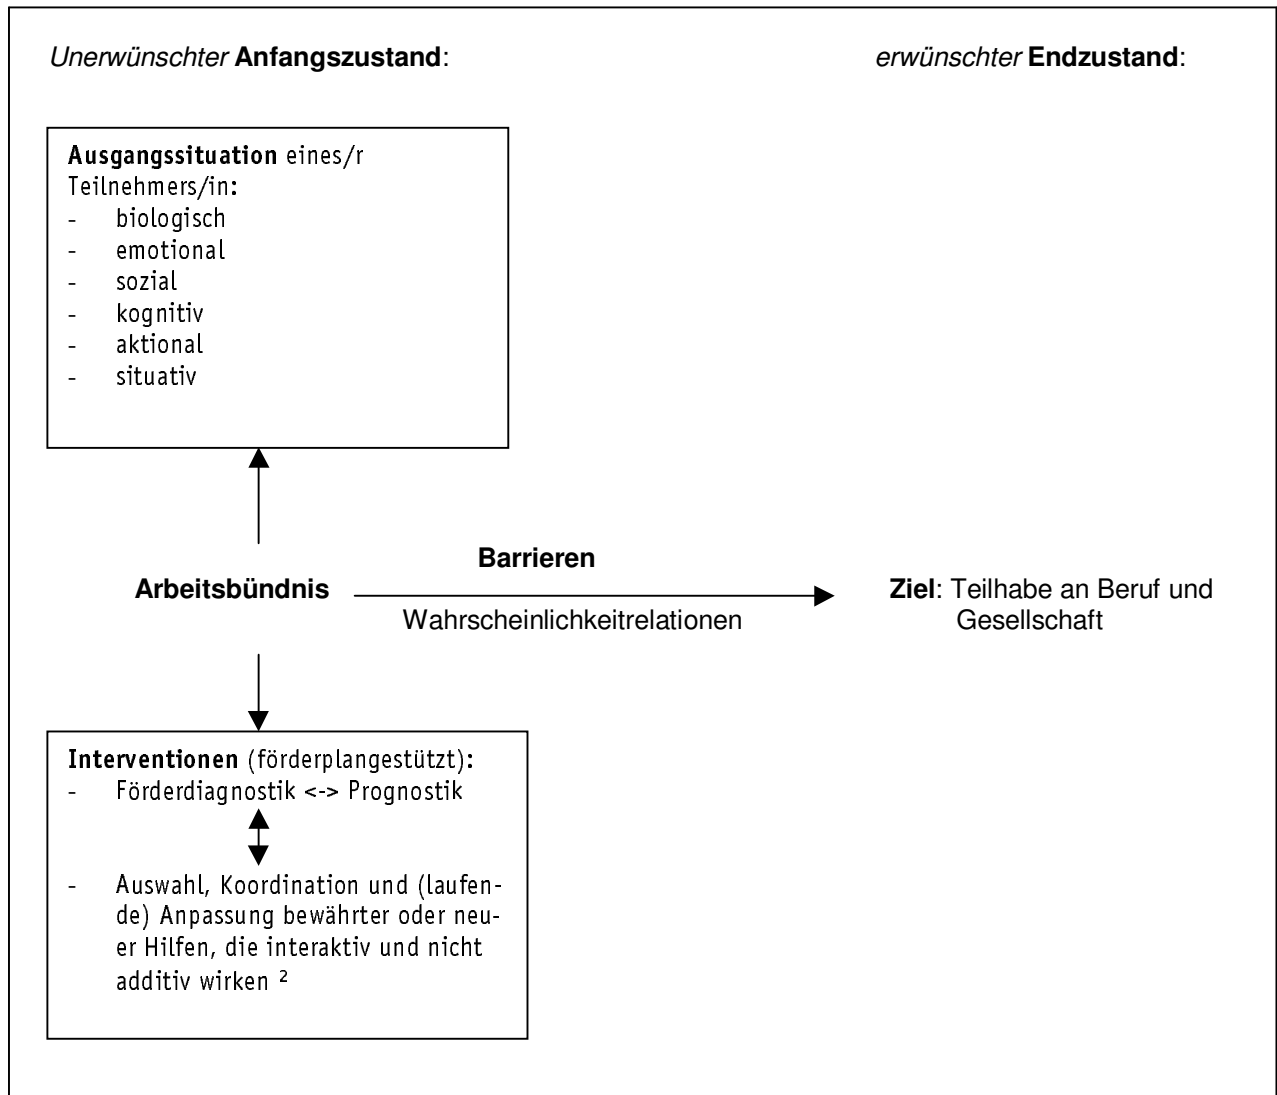 Unerwünschter Anfangszustand:
erwünschter Endzustand:
Ausgangssituation eines/r
Teilnehmers/in:
- biologisch
- emotional
- sozial
- kognitiv
- aktional
- situativ
Barrieren
Arbeitsbündnis
Wahrscheinlichkeitrelationen
Ziel: Teilhabe an Beruf und
Gesellschaft
Interventionen (förderplangestützt):
- Förderdiagnostik <-> Prognostik
- Auswahl, Koordination und (laufen-
de) Anpassung bewährter oder neu-
er Hilfen, die interaktiv und nicht
additiv wirken ²